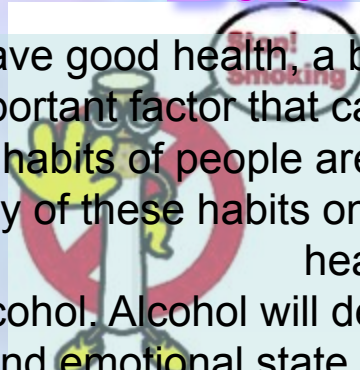 Stop!
Smoking
ave good health, a b
portant factor that ca
habits of people are
y of these habits on
hea
cohol. Alcohol will de
nd emotional state